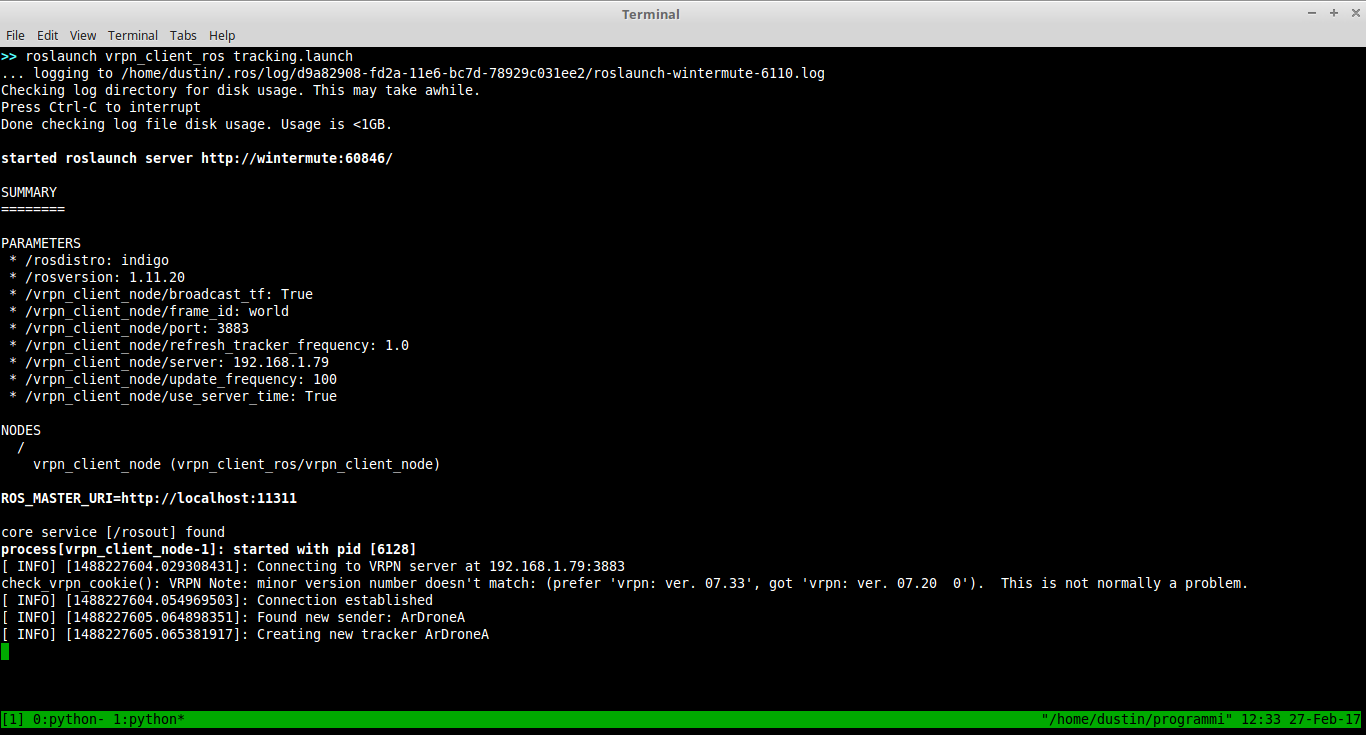 Terminal
File Edit View Terminal Tabs Help
>> roslaunch vrpn_client_ros tracking.launch
... logging to /home/dustin/.ros/log/d9a82908-fd2a-11e6-bc7d-78929c031ee2/roslaunch-wintermute-6110.log
Checking log directory for disk usage. This may take awhile.
Press Ctrl-C to interrupt
Done checking log file disk usage. Usage is <1GB.
started roslaunch server http://wintermute:60846/
SUMMARY
========
PARAMETERS
 * /rosdistro: indigo
 * /rosversion: 1.11.20
 * /vrpn_client_node/broadcast_tf: True
 * /vrpn_client_node/frame_id: world
 * /vrpn_client_node/port: 3883
 * /vrpn_client_node/refresh_tracker_frequency: 1.0
 * /vrpn_client_node/server: 192.168.1.79
 * /vrpn_client_node/update_frequency: 100
 * /vrpn_client_node/use_server_time: True
NODES
  /
    vrpn_client_node (vrpn_client_ros/vrpn_client_node)
ROS_MASTER_URI=http://localhost:11311
core service [/rosout] found
process[vrpn_client_node-1]: started with pid [6128]
[ INFO] [1488227604.029308431]: Connecting to VRPN server at 192.168.1.79:3883
check_vrpn_cookie(): VRPN Note: minor version number doesn't match: (prefer 'vrpn: ver. 07.33', got 'vrpn: ver. 07.20  0').  This is not normally a problem.
[ INFO] [1488227604.054969503]: Connection established
[ INFO] [1488227605.064898351]: Found new sender: ArDroneA
[ INFO] [1488227605.065381917]: Creating new tracker ArDroneA
[1] 0:python- 1:python* "/home/dustin/programmi" 12:33 27-Feb-17